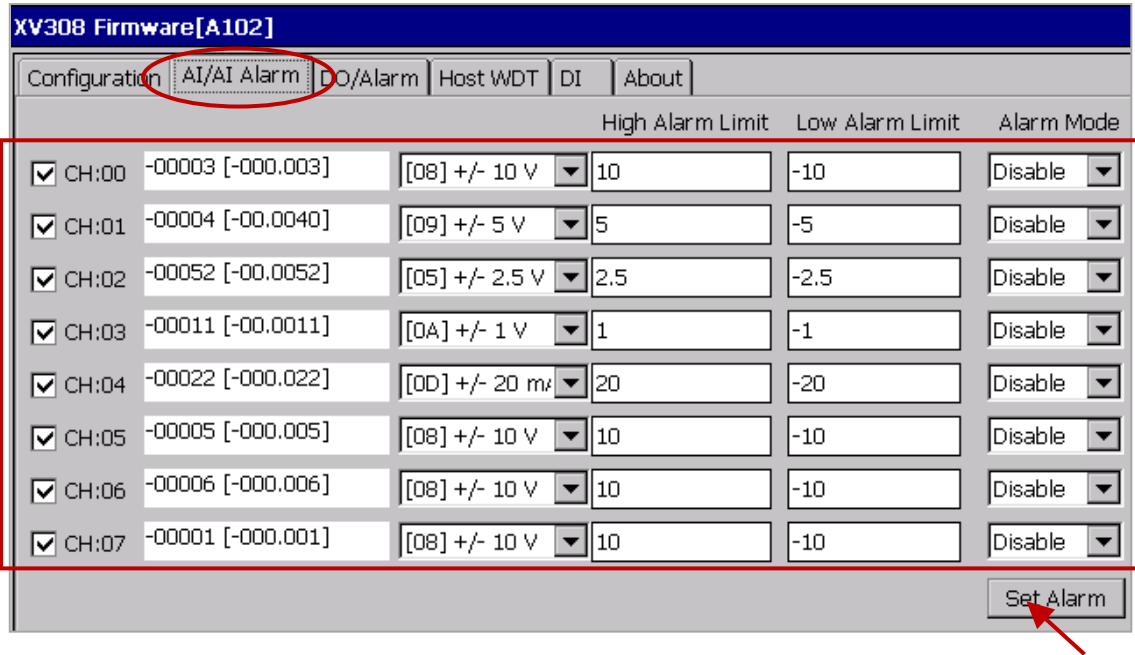 XV308 Firmware[A102]
Configuration AI/AI Alarm DO/Alarm Host WDT DI About
High Alarm Limit Low Alarm Limit Alarm Mode
CH:00 -00003 [-000.003] [08] +/- 10 V 10 -10 Disable
CH:01 -00004 [-00.0040] [09] +/- 5 V 5 -5 Disable
CH:02 -00052 [-00.0052] [05] +/- 2.5 V 2.5 -2.5 Disable
CH:03 -00011 [-00.0011] [0A] +/- 1 V 1 -1 Disable
CH:04 -00022 [-000.022] [0D] +/- 20 m 20 -20 Disable
CH:05 -00005 [-000.005] [08] +/- 10 V 10 -10 Disable
CH:06 -00006 [-000.006] [08] +/- 10 V 10 -10 Disable
CH:07 -00001 [-000.001] [08] +/- 10 V 10 -10 Disable
Set Alarm